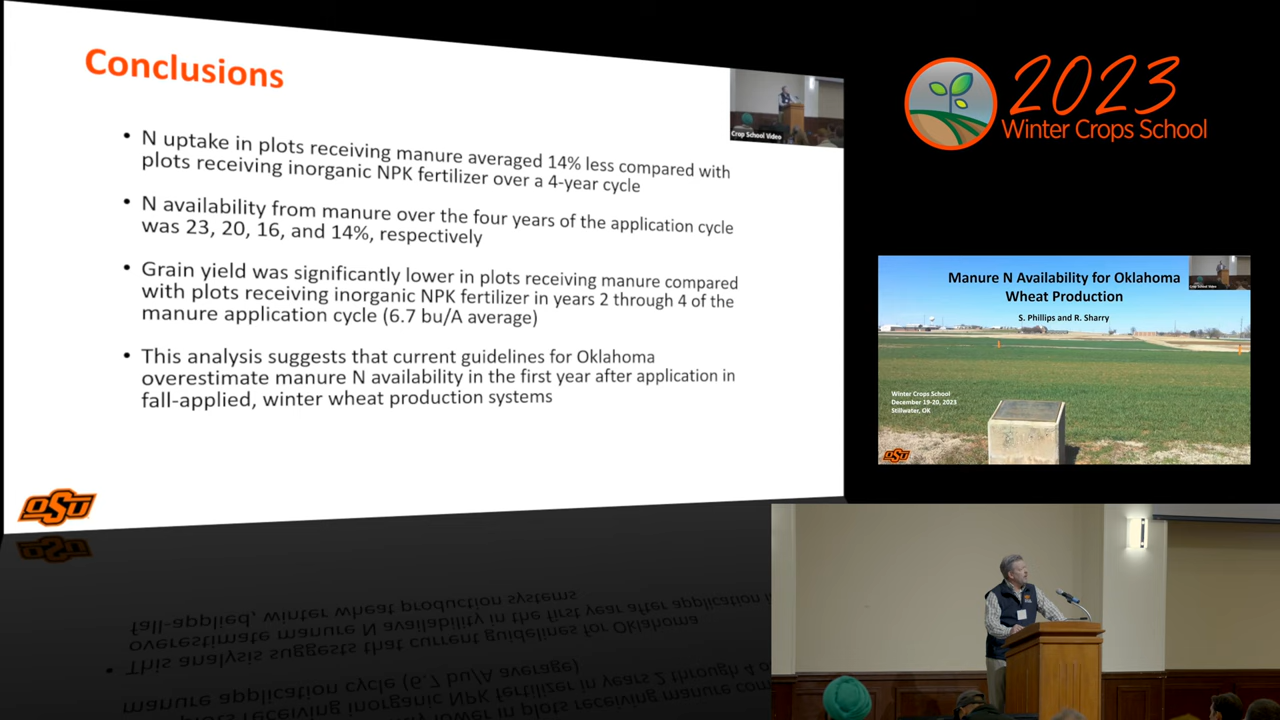 Conclusions
Crop School Video
• N uptake in plots receiving manure averaged 14% less compared with
plots receiving inorganic NPK fertilizer over a 4-year cycle
• N availability from manure over the four years of the application cycle
was 23, 20, 16, and 14%, respectively
• Grain yield was significantly lower in plots receiving manure compared
with plots receiving inorganic NPK fertilizer in years 2 through 4 of the
manure application cycle (6.7 bu/A average)
• This analysis suggests that current guidelines for Oklahoma
overestimate manure N availability in the first year after application in
fall-applied, winter wheat production systems
OSU
2023
Winter Crops School
Manure N Availability for Oklahoma
Wheat Production
S. Phillips and R. Sharry
Winter Crops School
December 19-20, 2023
Stillwater, OK
OSU